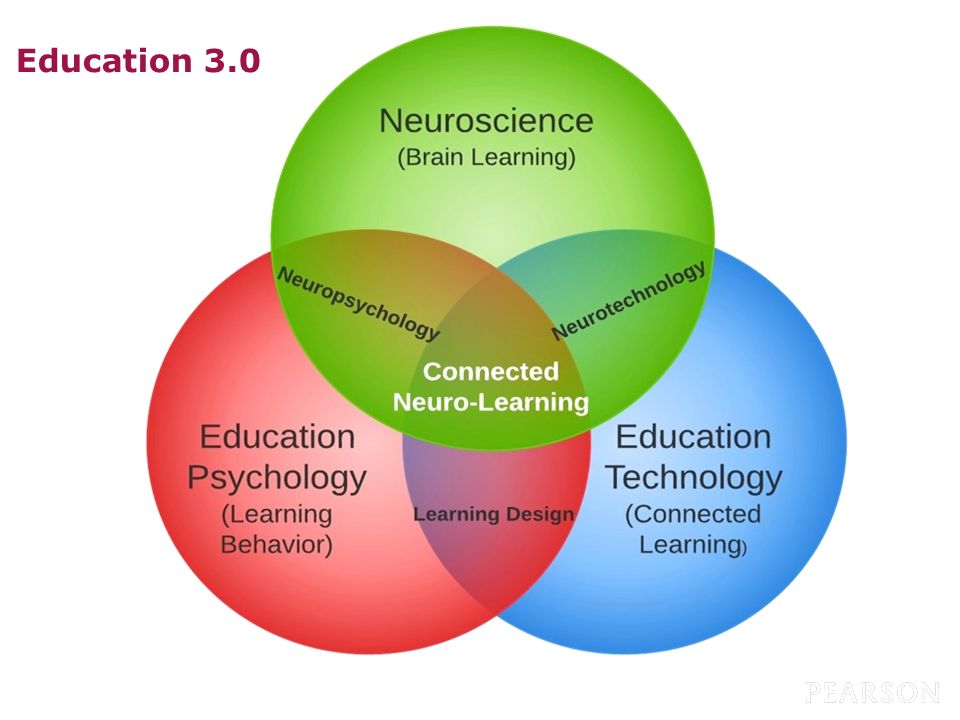 Education 3.0
Neuroscience
(Brain Learning)
Neuropsychology
Neurotechnology
Connected
Neuro-Learning
Education
Psychology
(Learning
Behavior)
Learning Design
Education
Technology
(Connected
Learning)
PEARSON